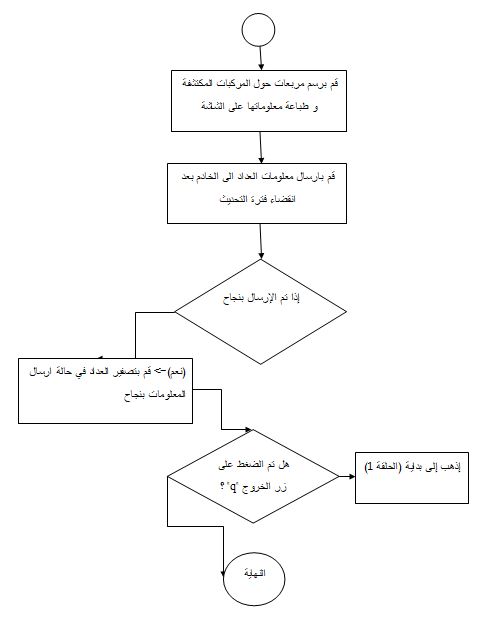 قم برسم مربعات حول المركبات المكتشفة
و طباعة معلوماتها على الشاشة
قم بارسال معلومات العداد الى الخادم بعد
انقضاء فترة التحديث
إذا تم الإرسال بنجاح
(نعم)-> قم بتصفير العداد في حالة ارسال
المعلومات بنجاح
هل تم الضغط على
زر الخروج "q" ؟
إذهب إلى بداية (الحلقة 1)
النهاية